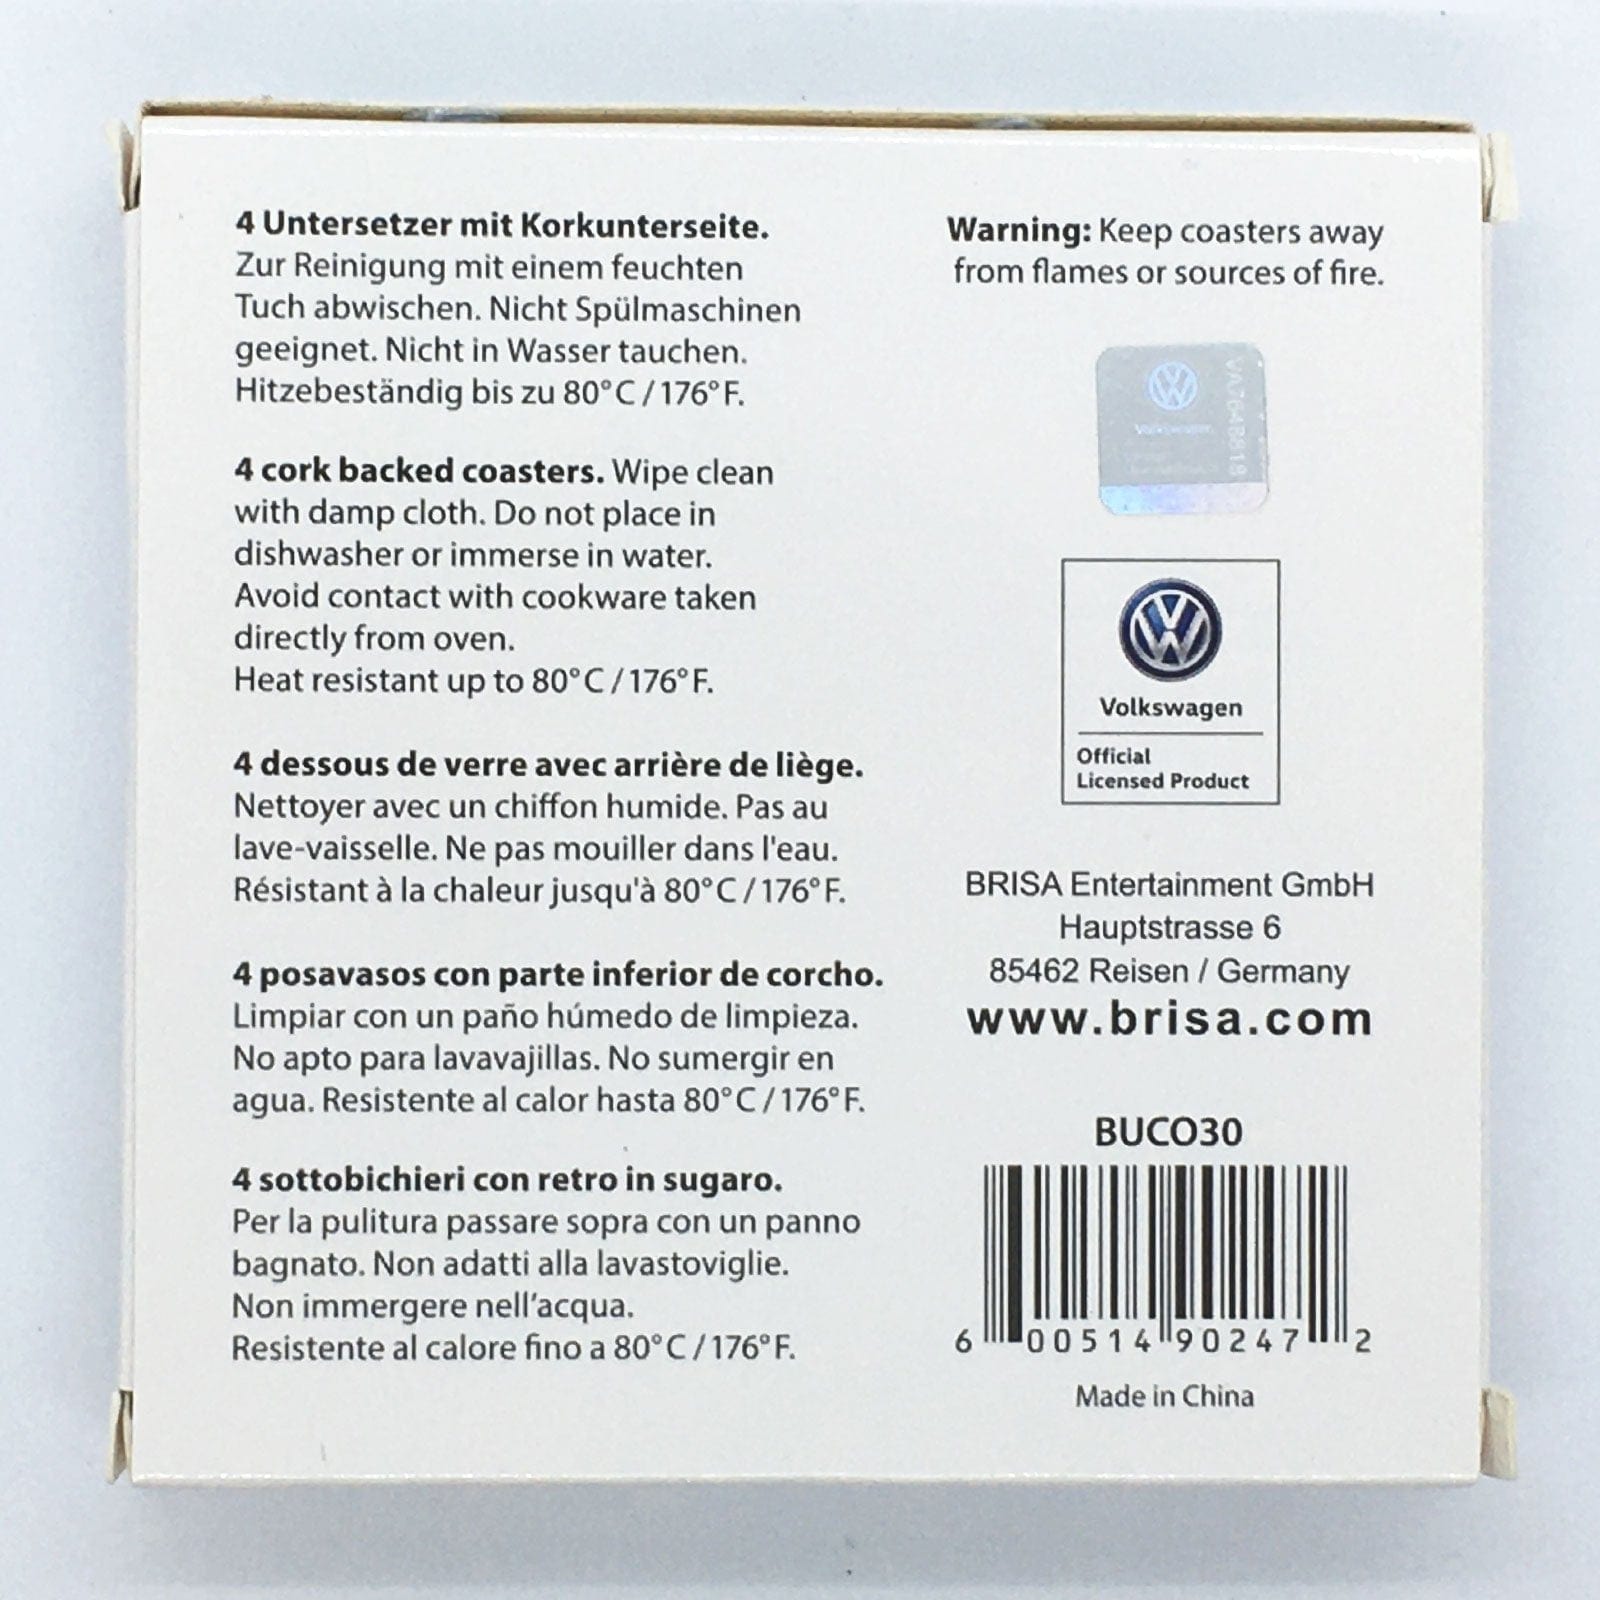 4 Untersetzer mit Korkunterseite.
Zur Reinigung mit einem feuchten
Tuch abwischen. Nicht Spülmaschinen
geeignet. Nicht in Wasser tauchen.
Hitzebeständig bis zu 80°C/176°F.
4 cork backed coasters. Wipe clean
with damp cloth. Do not place in
dishwasher or immerse in water.
Avoid contact with cookware taken
directly from oven.
Heat resistant up to 80°C/176°F.
4 dessous de verre avec arrière de liège.
Nettoyer avec un chiffon humide. Pas au
lave-vaisselle. Ne pas mouiller dans l'eau.
Résistant à la chaleur jusqu'à 80°C/176°F.
4 posavasos con parte inferior de corcho.
Limpiar con un paño húmedo de limpieza.
No apto para lavavajillas. No sumergir en
agua. Resistente al calor hasta 80°C/176°F.
4 sottobichieri con retro in sugaro.
Per la pulitura passare sopra con un panno
bagnato. Non adatti alla lavastoviglie.
Non immergere nell'acqua.
Resistente al calore fino a 80°C/176°F.
Warning: Keep coasters away
from flames or sources of fire.
Volkswagen
Volkswagen
Official
Licensed Product
BRISA Entertainment GmbH
Hauptstrasse 6
85462 Reisen / Germany
www.brisa.com
BUCO30
6 00514 90247 2
Made in China